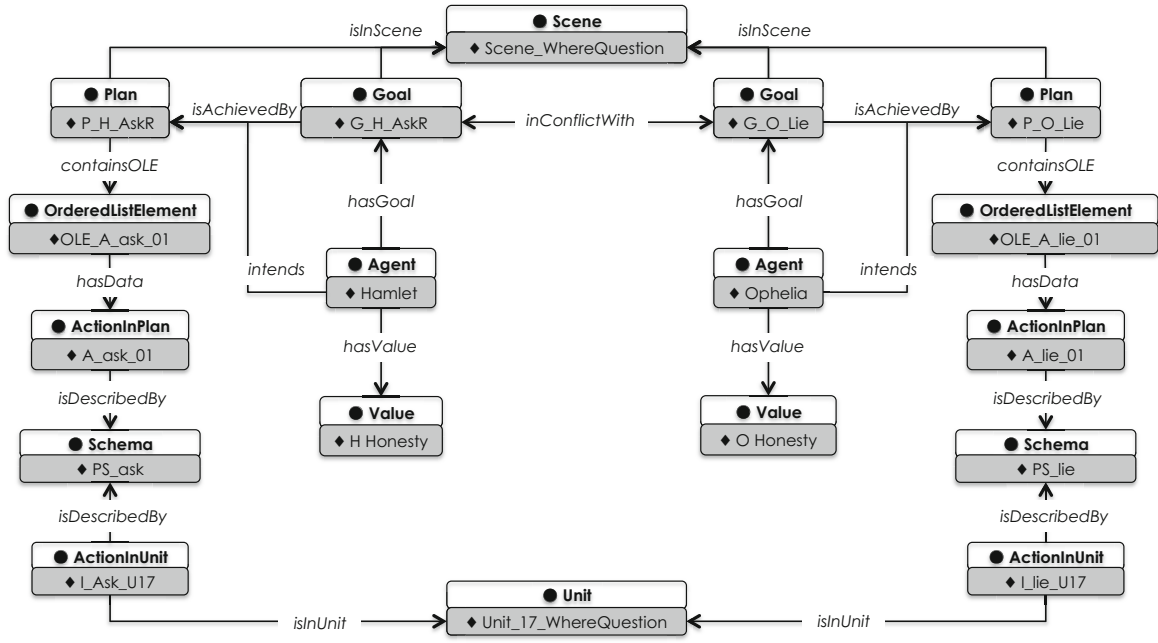 ● Scene
isInScene
isInScene
◆ Scene_WhereQuestion
● Plan
● Goal
● Goal
● Plan
isAchievedBy
isAchievedBy
◆ P_H_AskR
◆ G_H_AskR
inConflictWith
◆ G_O_Lie
◆ P_O_Lie
containsOLE
containsOLE
● OrderedListElement
hasGoal
hasGoal
● OrderedListElement
◆OLE_A_ask_01
◆OLE_A_lie_01
● Agent
● Agent
hasData
intends
intends
hasData
◆ Hamlet
◆ Ophelia
● ActionInPlan
● ActionInPlan
◆ A_ask_01
hasValue
hasValue
◆ A_lie_01
isDescribedBy
isDescribedBy
● Value
● Value
● Schema
◆ H Honesty
◆ O Honesty
● Schema
◆ PS_ask
◆ PS_lie
isDescribedBy
isDescribedBy
● ActionInUnit
● ActionInUnit
◆ I_Ask_U17
◆ I_lie_U17
● Unit
isInUnit
◆ Unit_17_WhereQuestion
isInUnit